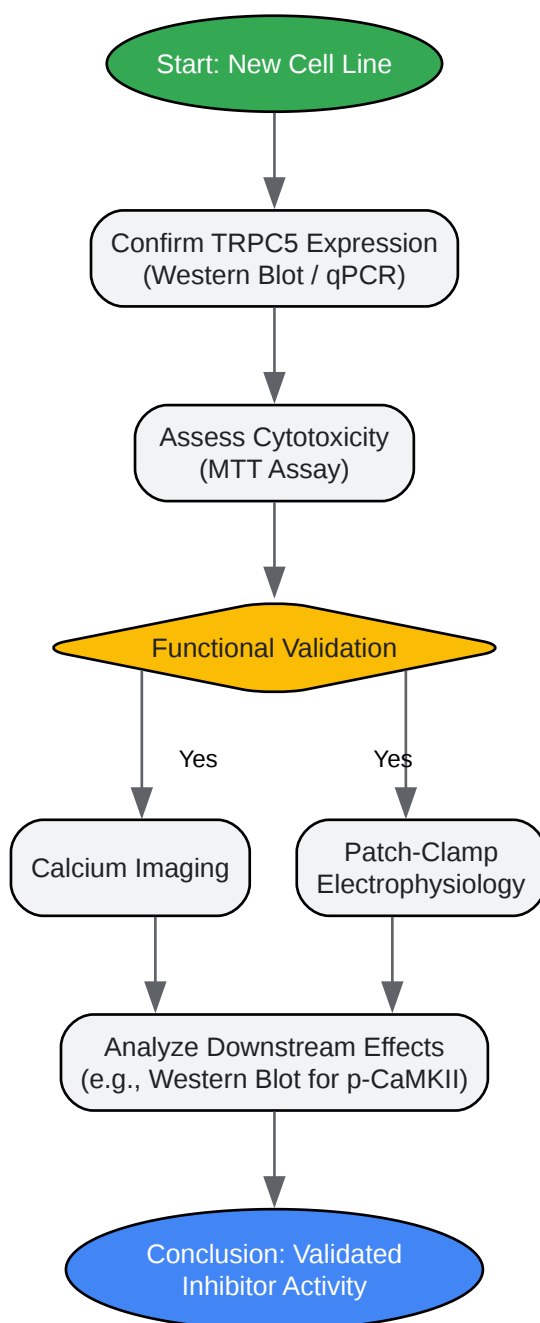 Start: New Cell Line
Confirm TRPC5 Expression
(Western Blot / qPCR)
Assess Cytotoxicity
(MTT Assay)
Functional Validation
Yes
Yes
Calcium Imaging
Patch-Clamp
Electrophysiology
Analyze Downstream Effects
(e.g., Western Blot for p-CaMKII)
Conclusion: Validated
Inhibitor Activity